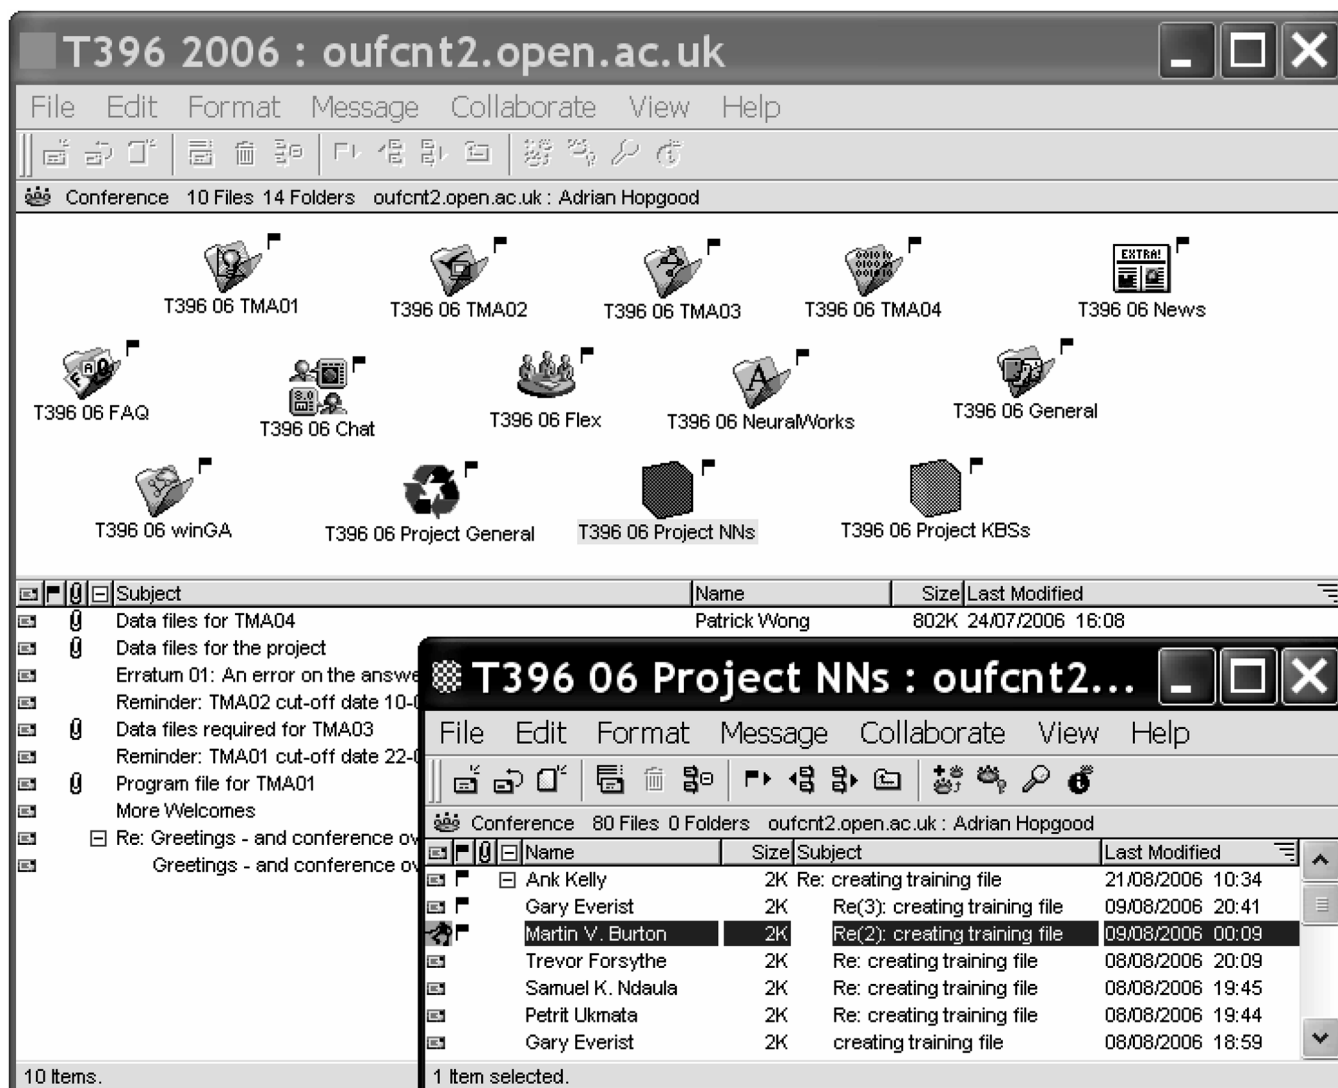 T396 2006 : oufcnt2.open.ac.uk
File Edit Format Message Collaborate View Help
Conference 10 Files 14 Folders oufcnt2.open.ac.uk : Adrian Hopgood
EXTRA!
T396 06 TMA01 T396 06 TMA02 T396 06 TMA03 T396 06 TMA04 T396 06 News
FAQ
A
T396 06 FAQ T396 06 Chat T396 06 Flex T396 06 NeuralWorks T396 06 General
T396 06 winGA T396 06 Project General T396 06 Project NNs T396 06 Project KBSs
Subject Name Size Last Modified
Data files for TMA04 Patrick Wong 802K 24/07/2006 16:08
Data files for the project
Erratum 01: An error on the answe
Reminder: TMA02 cut-off date 10-0
Data files required for TMA03
Reminder: TMA01 cut-off date 22-0
Program file for TMA01
More Welcomes
Re: Greetings - and conference ov
Greetings - and conference ov
10 Items.
T396 06 Project NNs : oufcnt2...
File Edit Format Message Collaborate View Help
Conference 80 Files 0 Folders oufcnt2.open.ac.uk : Adrian Hopgood
Name Size Subject Last Modified
Ank Kelly 2K Re: creating training file 21/08/2006 10:34
Gary Everist 2K Re(3): creating training file 09/08/2006 20:41
Martin V. Burton 2K Re(2): creating training file 09/08/2006 00:09
Trevor Forsythe 2K Re: creating training file 08/08/2006 20:09
Samuel K. Ndaula 2K Re: creating training file 08/08/2006 19:45
Petrit Ukmata 2K Re: creating training file 08/08/2006 19:44
Gary Everist 2K creating training file 08/08/2006 18:59
1 Item selected.